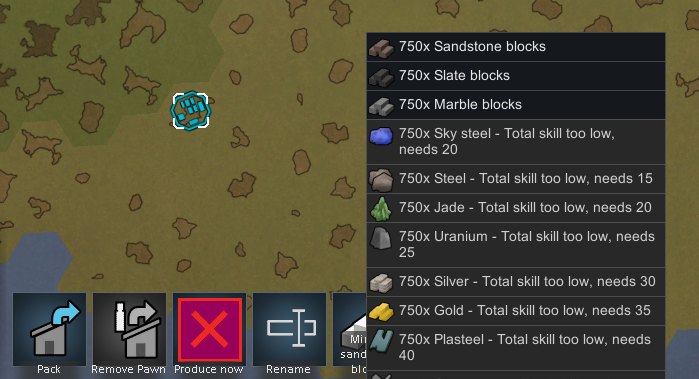 750x Sandstone blocks
750x Slate blocks
750x Marble blocks
750x Sky steel - Total skill too low,
needs 20
750x Steel - Total skill too low, needs 15
750x Jade - Total skill too low, needs 20
750x Uranium - Total skill too low, needs
25
750x Silver - Total skill too low, needs 30
750x Gold - Total skill too low, needs 35
750x Plasteel - Total skill too low, needs
40
Pack
Remove Pawn
Produce now
Rename